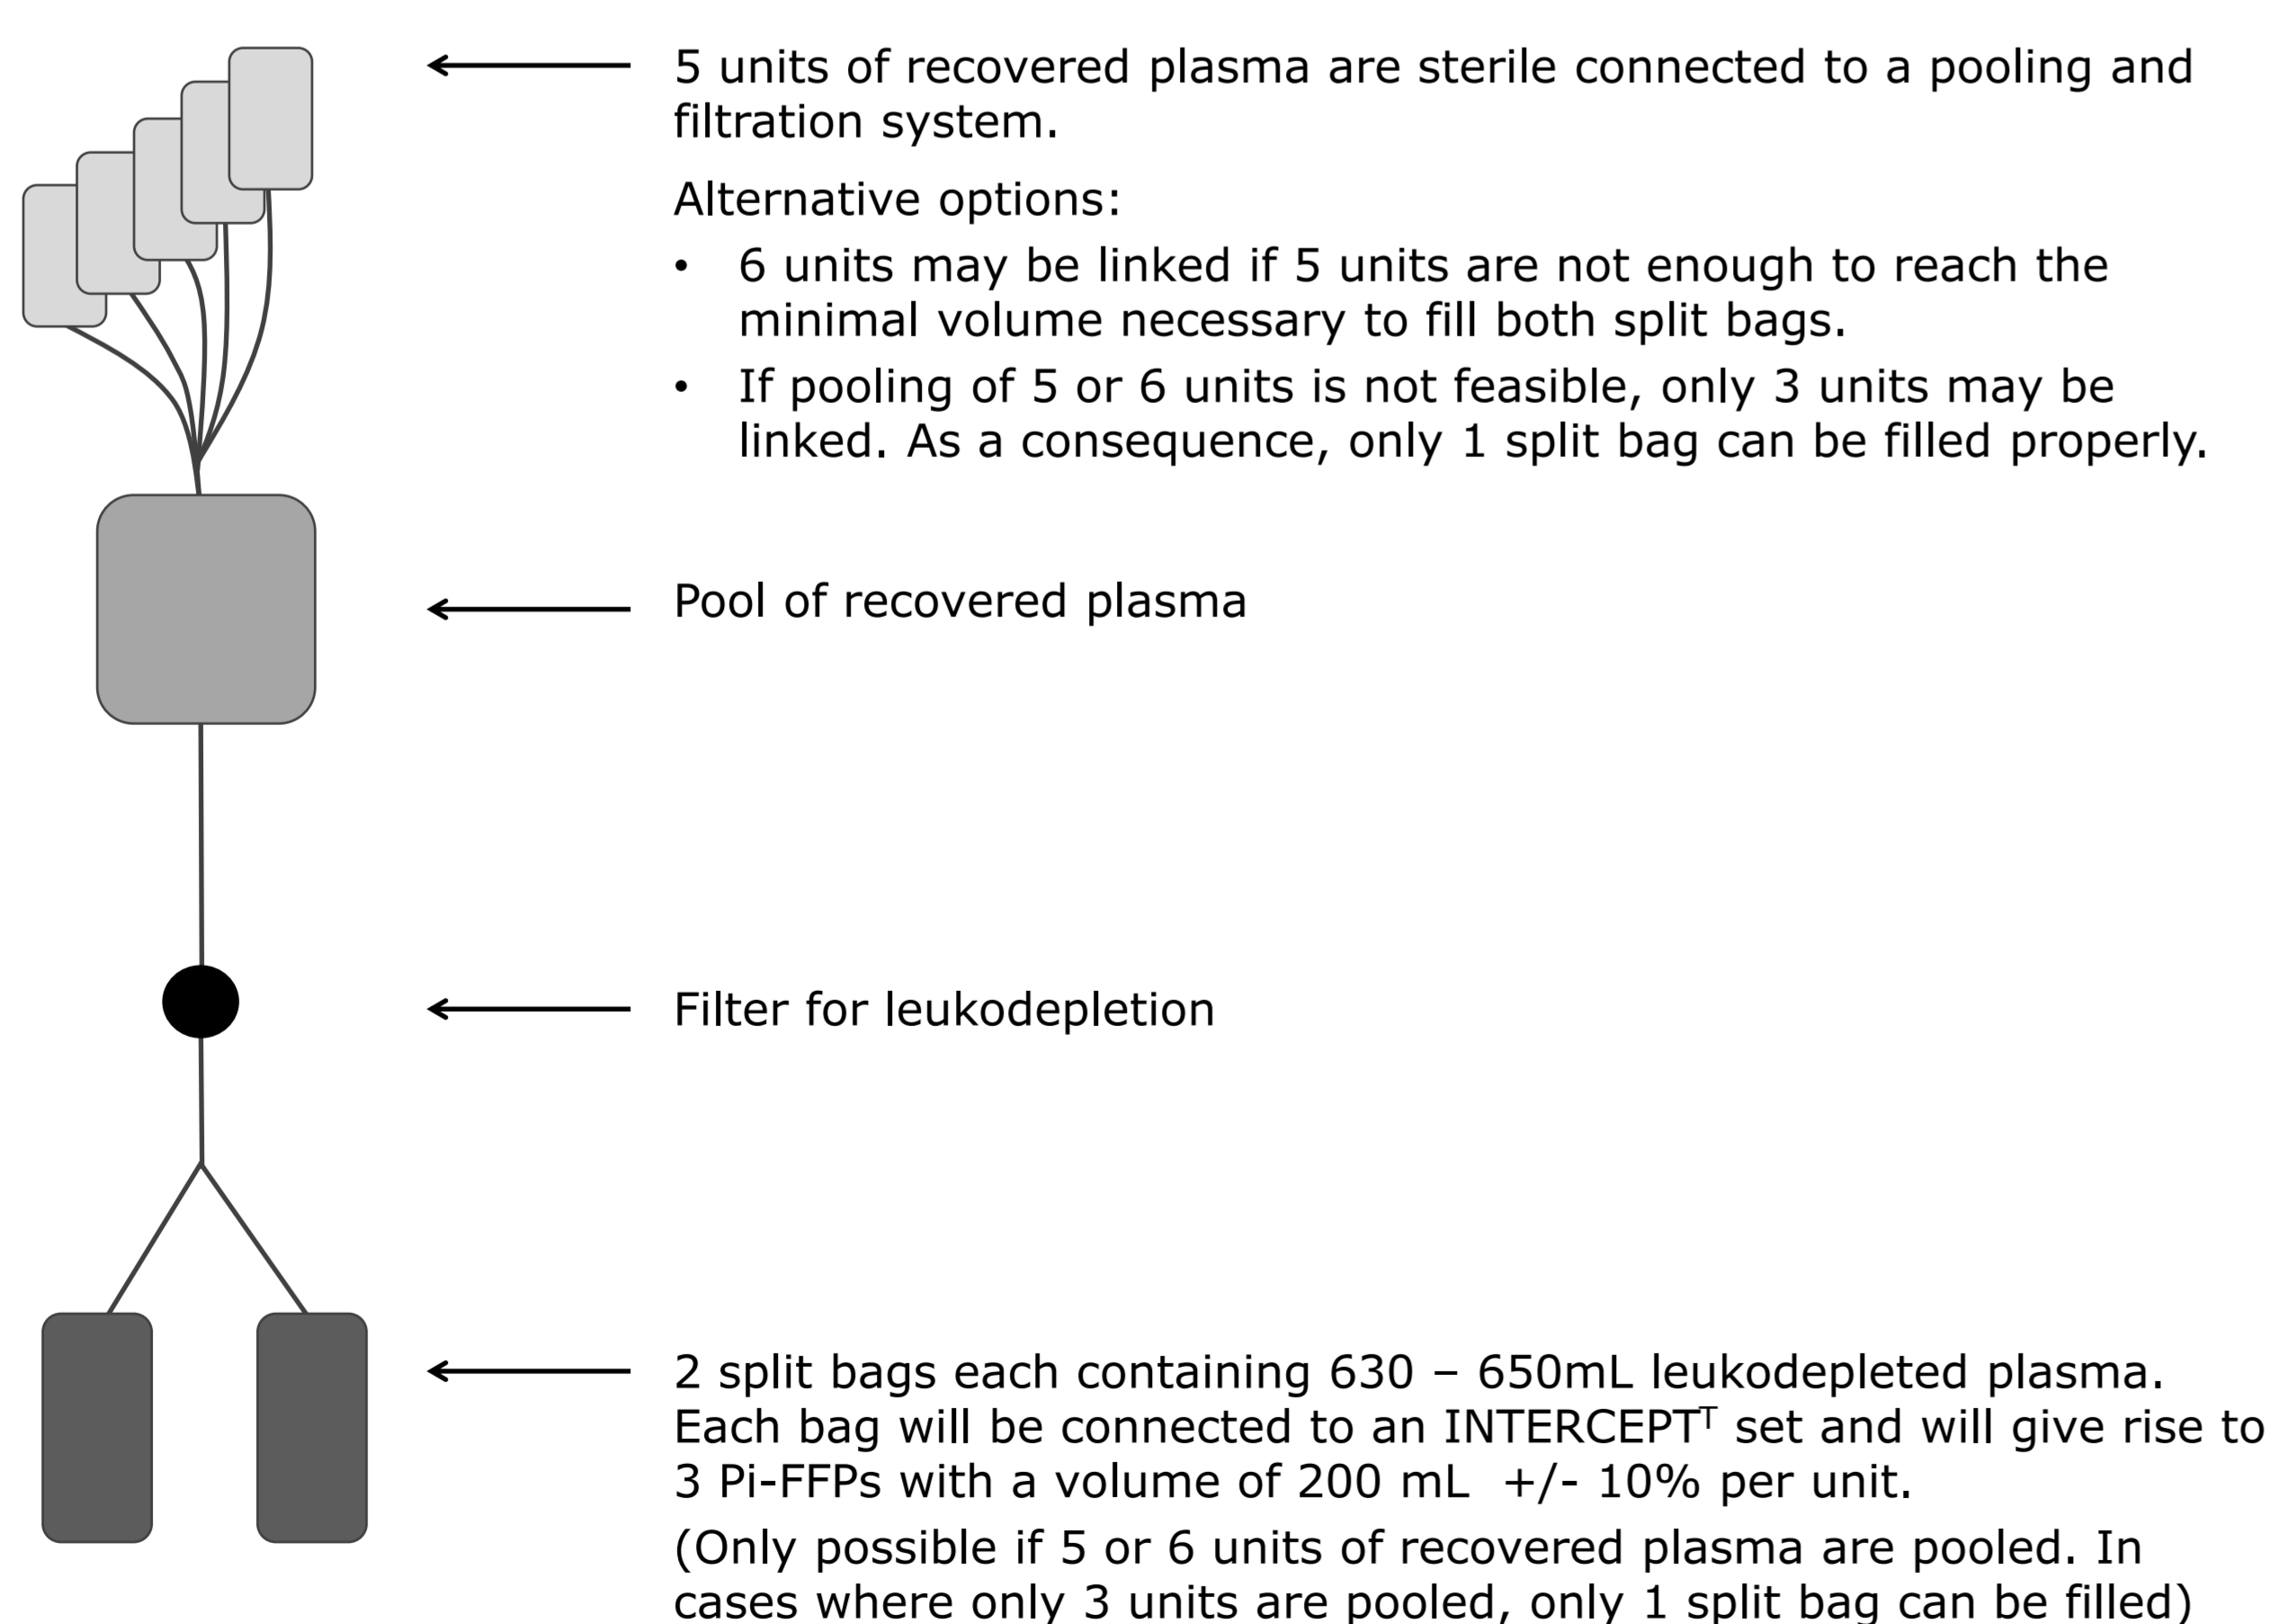 5 units of recovered plasma are sterile connected to a pooling and
filtration system.
Alternative options:
• 6 units may be linked if 5 units are not enough to reach the
minimal volume necessary to fill both split bags.
• If pooling of 5 or 6 units is not feasible, only 3 units may be
linked. As a consequence, only 1 split bag can be filled properly.
Pool of recovered plasma
Filter for leukodepletion
2 split bags each containing 630 – 650mL leukodepleted plasma.
Each bag will be connected to an INTERCEPTᵀ set and will give rise to
3 Pi-FFPs with a volume of 200 mL  +/- 10% per unit.
(Only possible if 5 or 6 units of recovered plasma are pooled. In
cases where only 3 units are pooled, only 1 split bag can be filled)